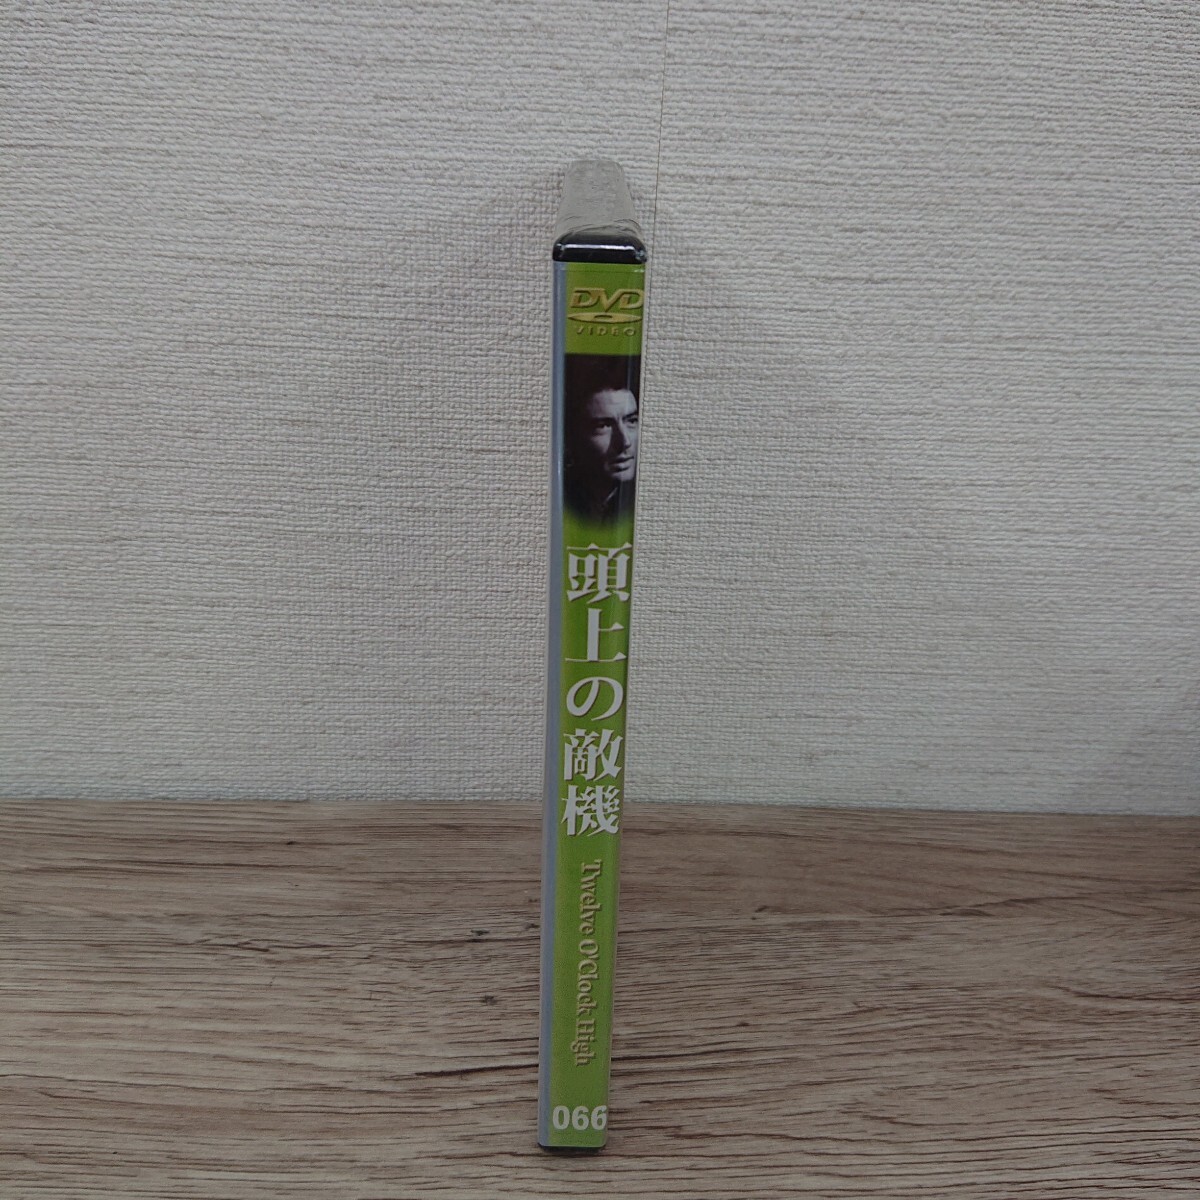 DVD
VIDEO
頭上の敵機
Twelve O'Clock High
066